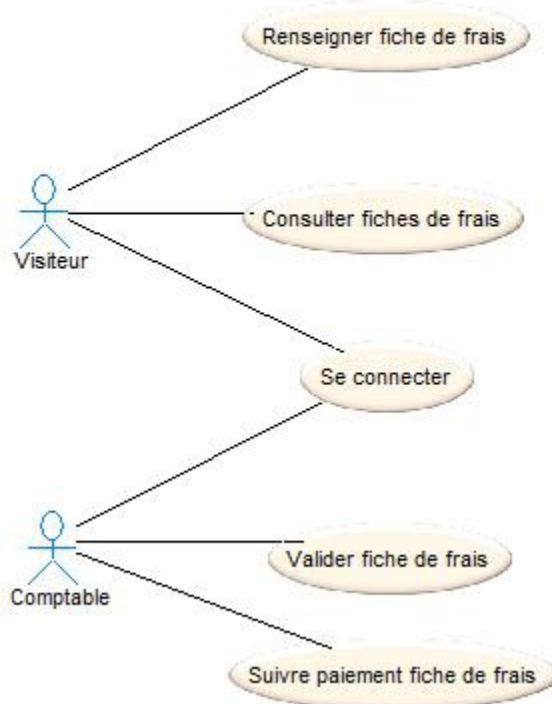 Renseigner fiche de frais
Visiteur
Consulter fiches de frais
Se connecter
Comptable
Valider fiche de frais
Suivre paiement fiche de frais